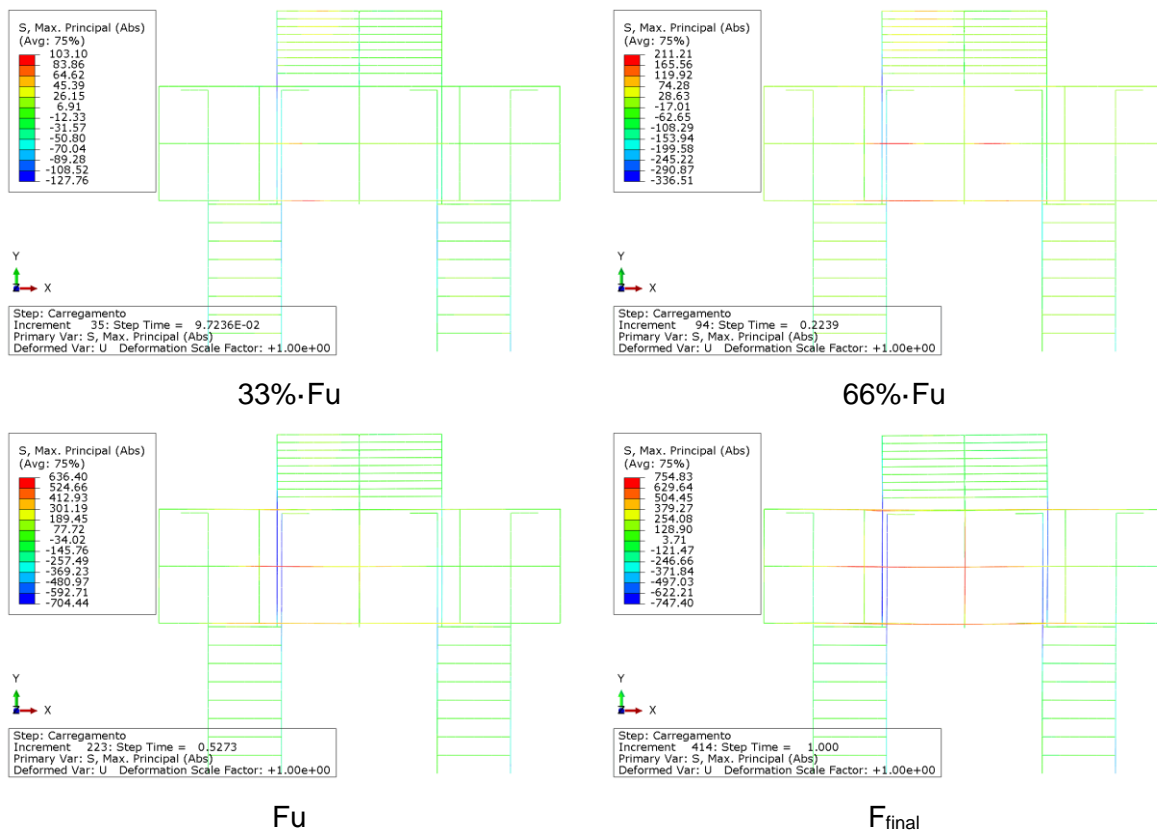 S, Max. Principal (Abs)
(Avg: 75%)
103.10
83.86
64.62
45.39
26.15
6.91
-12.33
-31.57
-50.80
-70.04
-89.28
-108.52
-127.76
Y
X
Step: Carregamento
Increment 35: Step Time = 9.7236E-02
Primary Var: S, Max. Principal (Abs)
Deformed Var: U Deformation Scale Factor: +1.00e+00
33%·Fu
S, Max. Principal (Abs)
(Avg: 75%)
211.21
165.56
119.92
74.28
28.63
-17.01
-62.65
-108.29
-153.94
-199.58
-245.22
-290.87
-336.51
Y
X
Step: Carregamento
Increment 94: Step Time = 0.2239
Primary Var: S, Max. Principal (Abs)
Deformed Var: U Deformation Scale Factor: +1.00e+00
66%·Fu
S, Max. Principal (Abs)
(Avg: 75%)
636.40
524.66
412.93
301.19
189.45
77.72
-34.02
-145.76
-257.49
-369.23
-480.97
-592.71
-704.44
Y
X
Step: Carregamento
Increment 223: Step Time = 0.5273
Primary Var: S, Max. Principal (Abs)
Deformed Var: U Deformation Scale Factor: +1.00e+00
Fu
S, Max. Principal (Abs)
(Avg: 75%)
754.83
629.64
504.45
379.27
254.08
128.90
3.71
-121.47
-246.66
-371.84
-497.03
-622.21
-747.40
Y
X
Step: Carregamento
Increment 414: Step Time = 1.000
Primary Var: S, Max. Principal (Abs)
Deformed Var: U Deformation Scale Factor: +1.00e+00
Ffinal